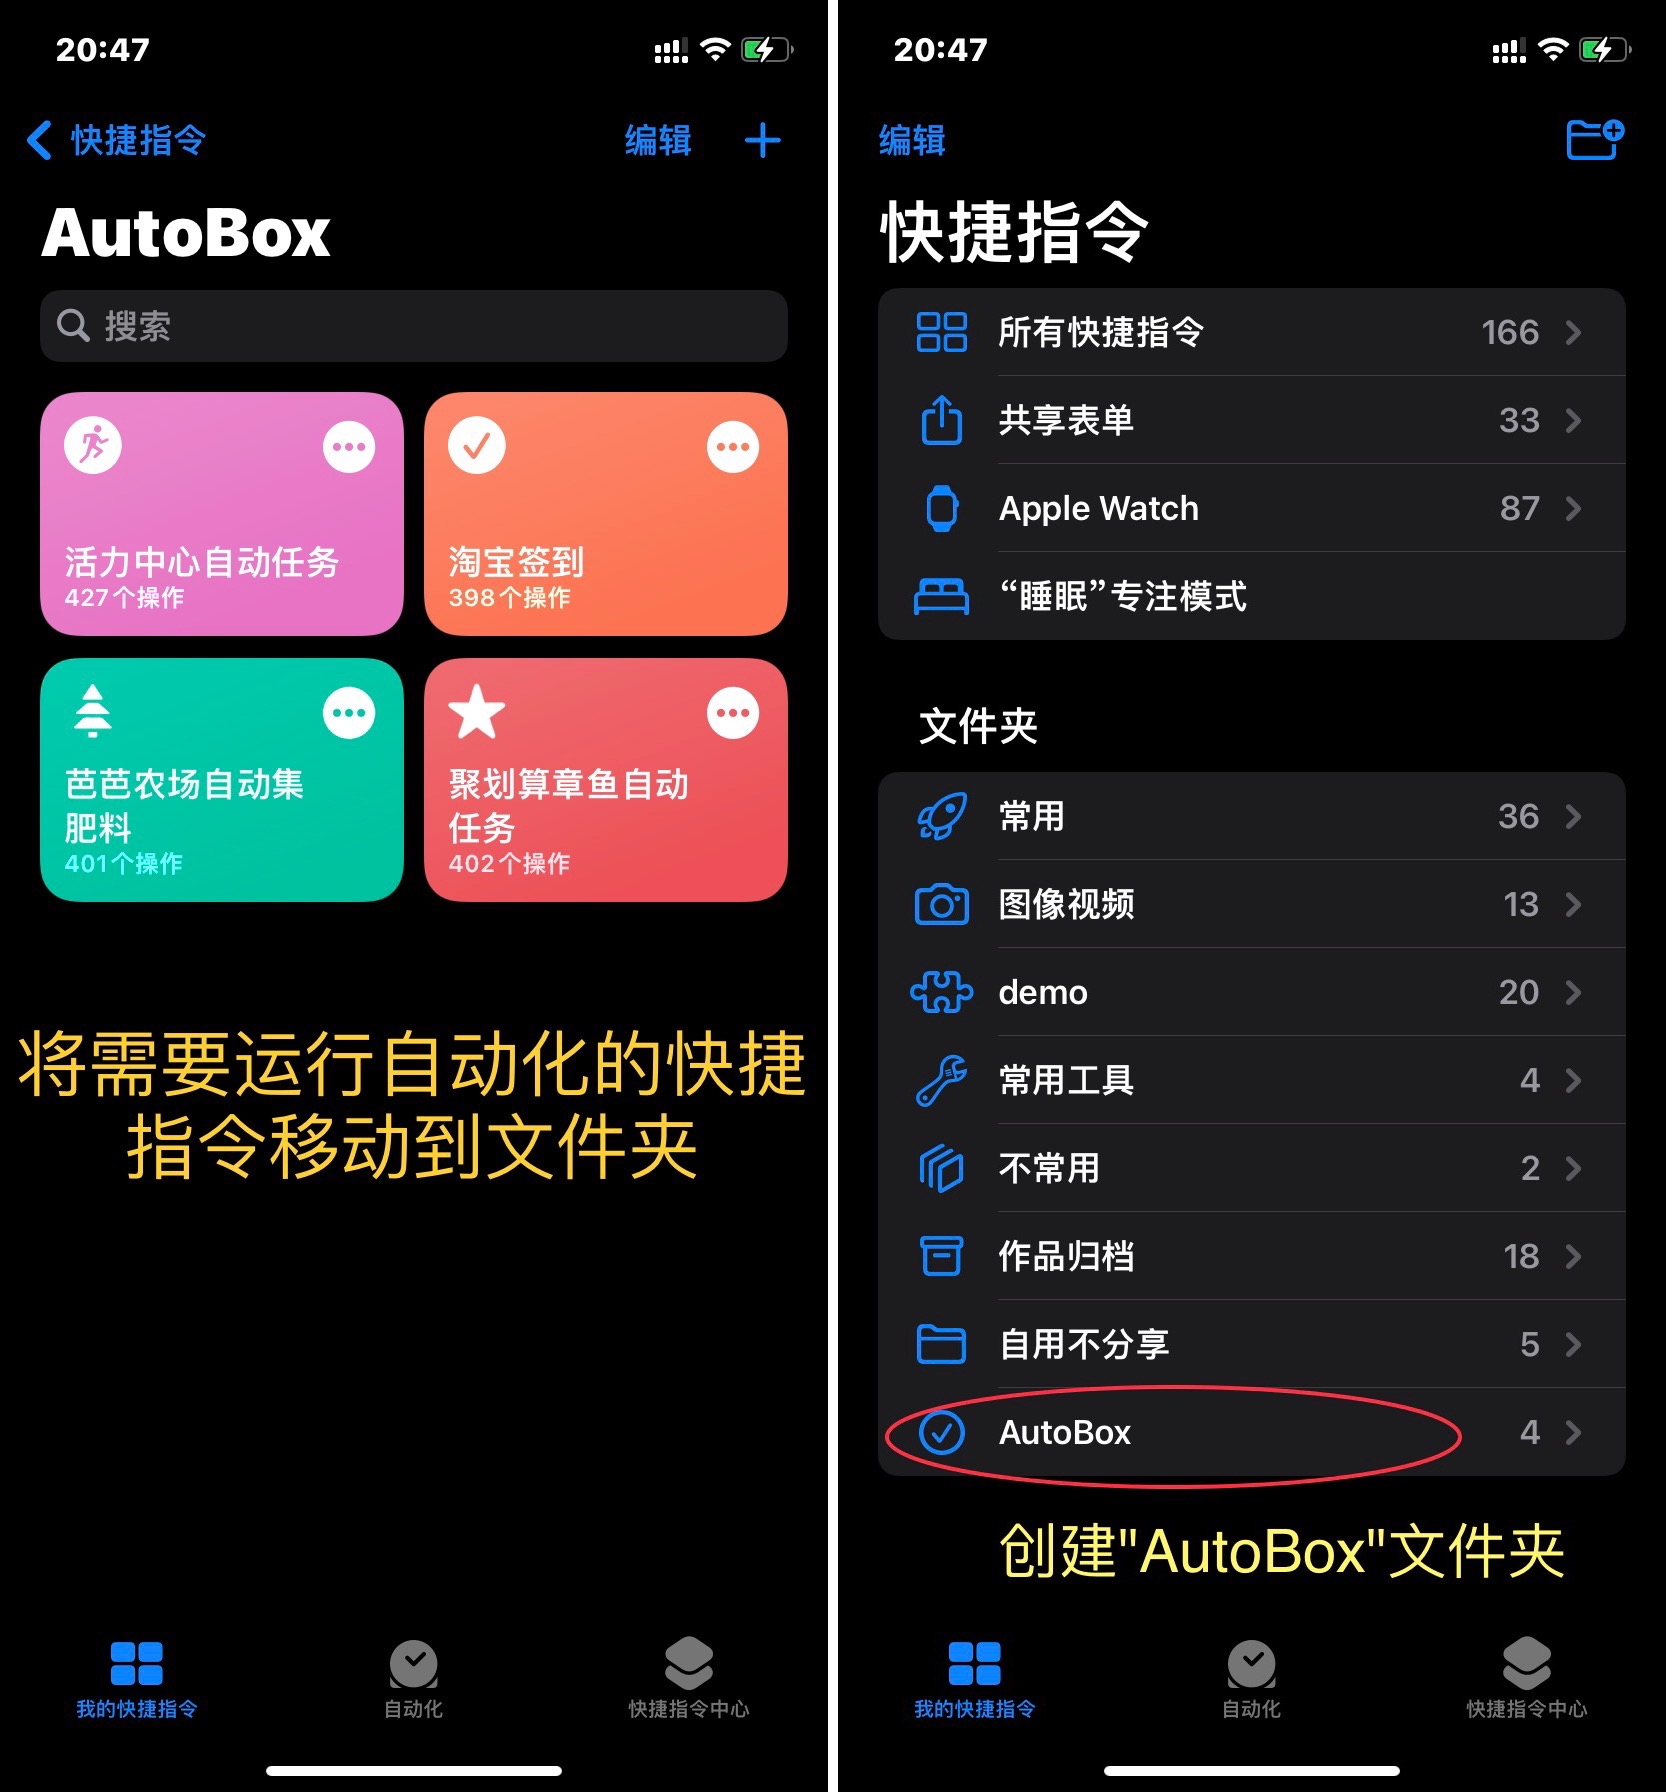 20:47
快捷指令
编辑
AutoBox
搜索
活力中心自动任务
427个操作
淘宝签到
398个操作
芭芭农场自动集
肥料
401个操作
聚划算章鱼自动
任务
402个操作
将需要运行自动化的快捷
指令移动到文件夹
我的快捷指令
自动化
快捷指令中心
20:47
编辑
快捷指令
所有快捷指令 166
共享表单 33
Apple Watch 87
“睡眠”专注模式
文件夹
常用 36
图像视频 13
demo 20
常用工具 4
不常用 2
作品归档 18
自用不分享 5
AutoBox 4
创建"AutoBox"文件夹
我的快捷指令
自动化
快捷指令中心